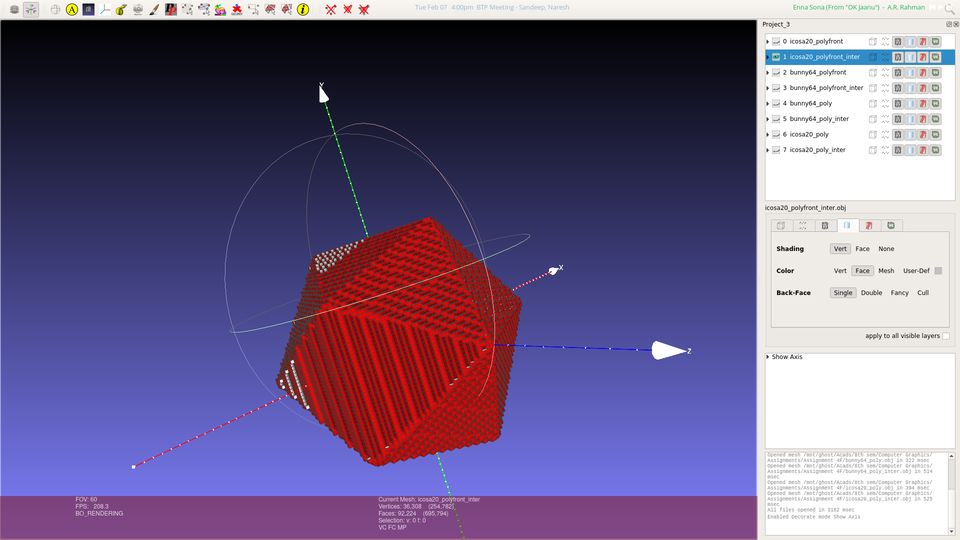 Tue Feb 07  4:00pm  BTP Meeting - Sandeep, Naresh
Enna Sona (From "OK Jaanu")  -  A.R. Rahman
Project_3
0  icosa20_polyfront
1  icosa20_polyfront_inter
2  bunny64_polyfront
3  bunny64_polyfront_inter
4  bunny64_poly
5  bunny64_poly_inter
6  icosa20_poly
7  icosa20_poly_inter
icosa20_polyfront_inter.obj
Shading Vert Face None
Color Vert Face Mesh User-Def
Back-Face Single Double Fancy Cull
apply to all visible layers
Show Axis
Y
X
Z
Opened mesh /mnt/ghost/Acads/8th sem/Computer Graphics/
Assignments/Assignment 4F/bunny64_poly.obj in 322 msec
Opened mesh /mnt/ghost/Acads/8th sem/Computer Graphics/
Assignments/Assignment 4F/bunny64_poly_inter.obj in 514
msec
Opened mesh /mnt/ghost/Acads/8th sem/Computer Graphics/
Assignments/Assignment 4F/icosa20_poly.obj in 394 msec
Opened mesh /mnt/ghost/Acads/8th sem/Computer Graphics/
Assignments/Assignment 4F/icosa20_poly_inter.obj in 525
msec
All files opened in 3182 msec
Enabled Decorate mode Show Axis
FOV: 60
FPS:   208.3
BO_RENDERING
Current Mesh: icosa20_polyfront_inter
Vertices: 36,308    (254,782)
Faces: 92,224    (695,794)
Selection: v: 0 f: 0
VC FC MP